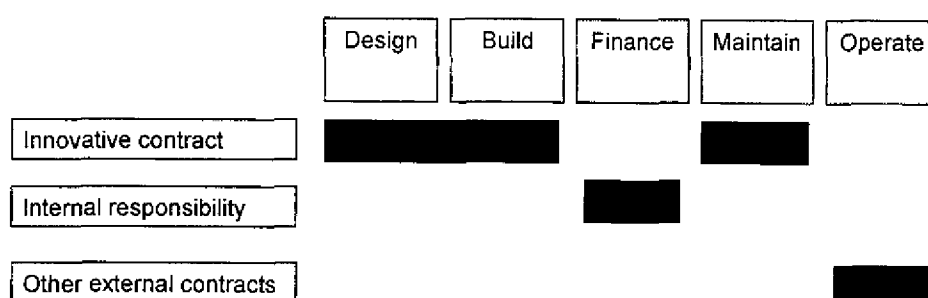 Design Build Finance Maintain Operate
Innovative contract
Internal responsibility
Other external contracts